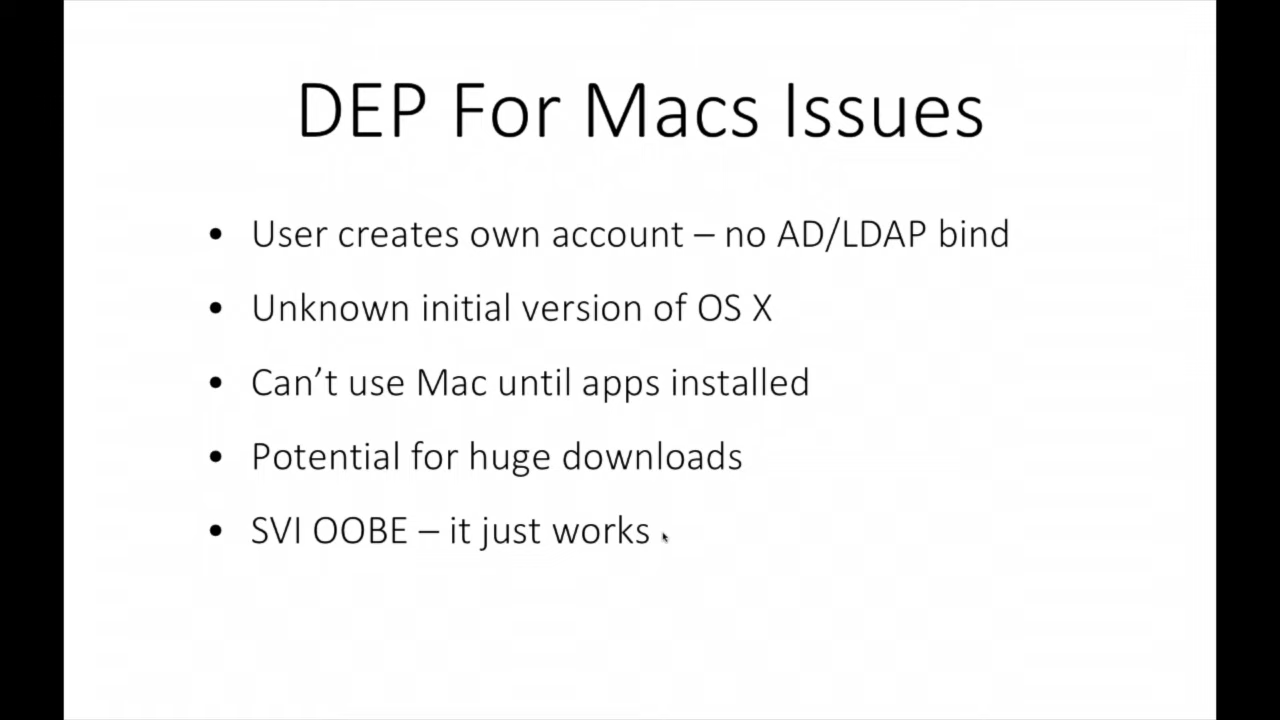 DEP For Macs Issues
• User creates own account – no AD/LDAP bind
• Unknown initial version of OS X
• Can’t use Mac until apps installed
• Potential for huge downloads
• SVI OOBE – it just works